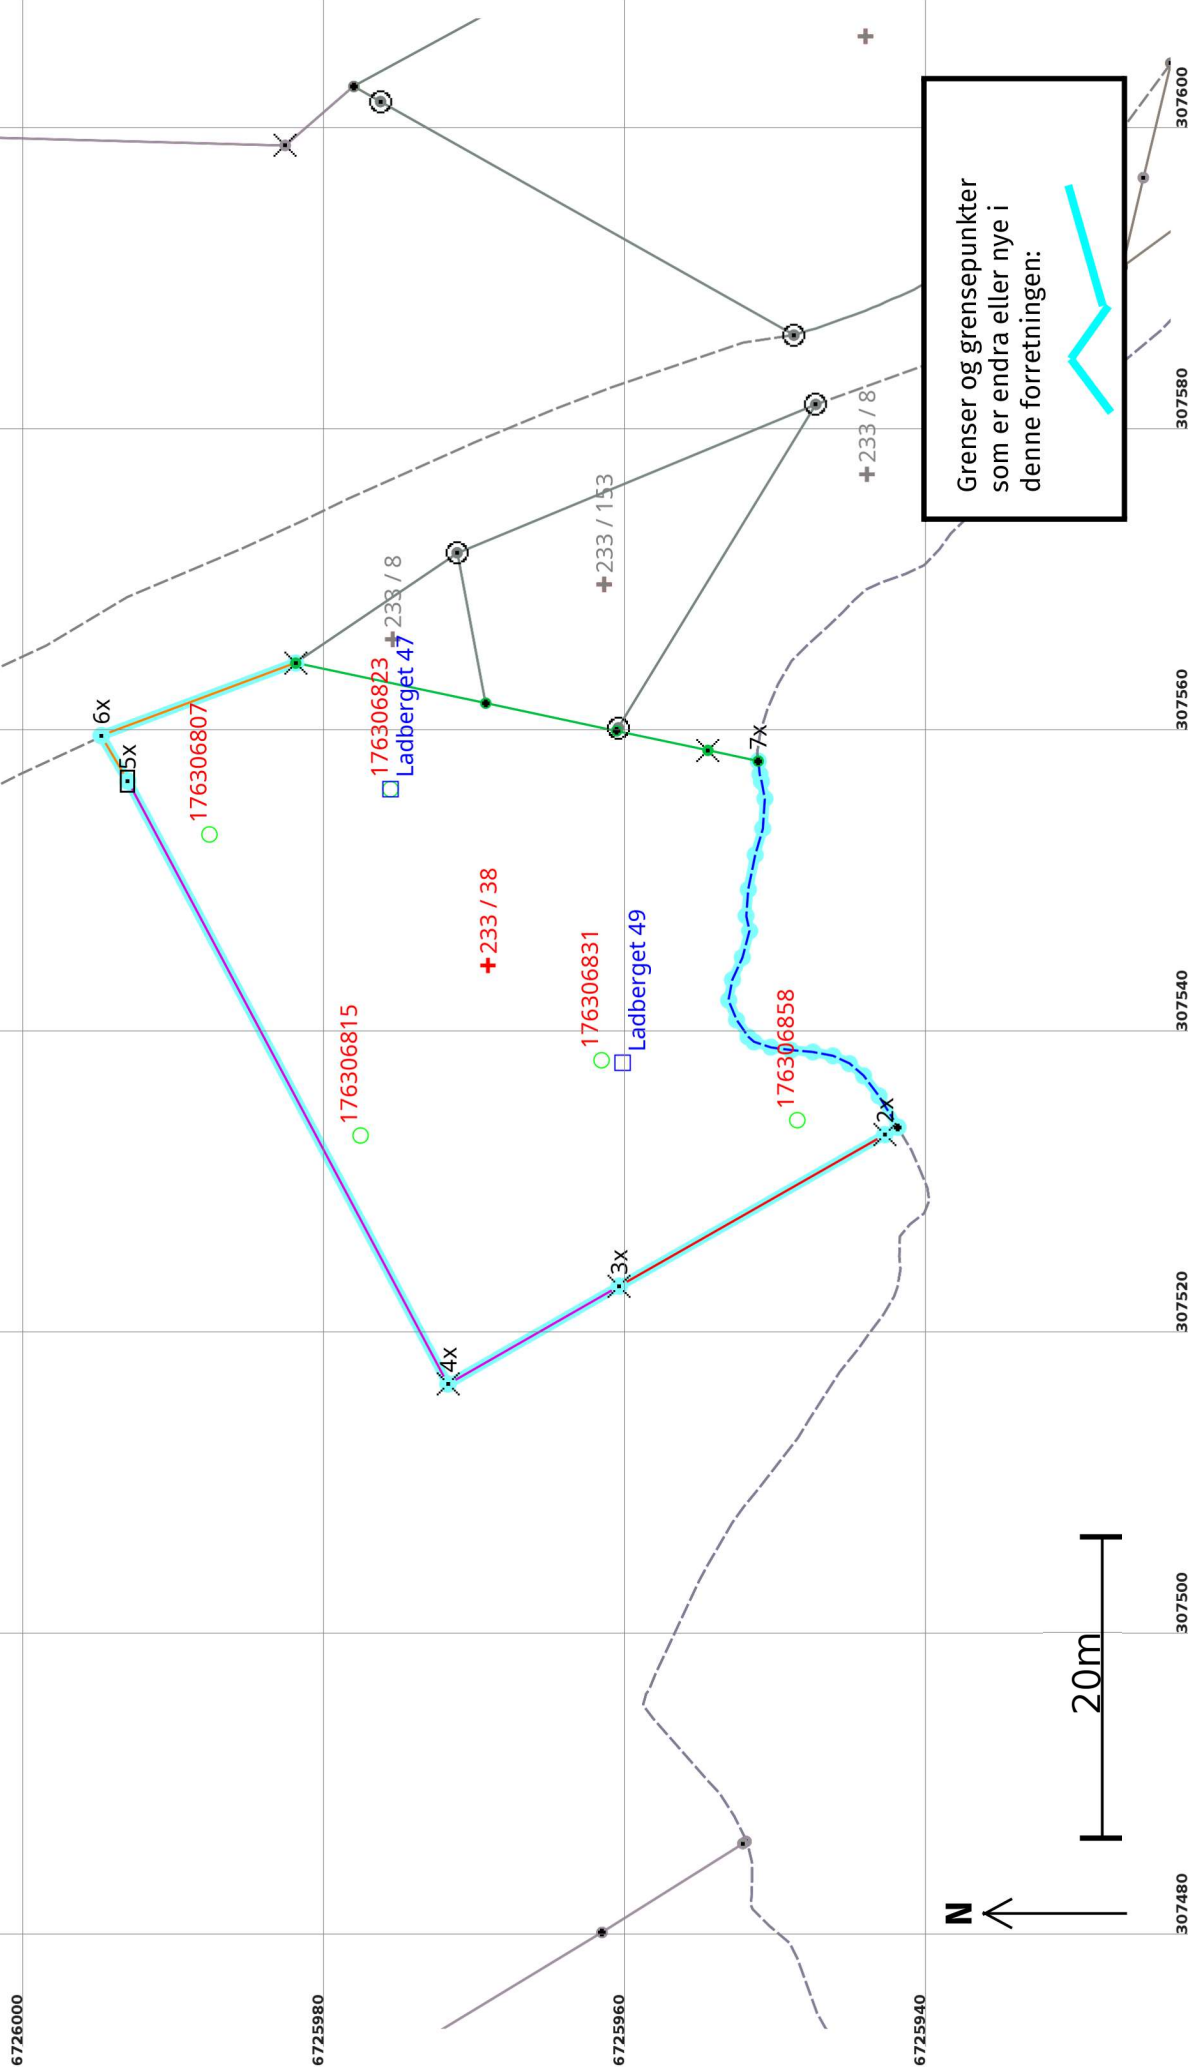 6726000
6725980
6725960
6725940
307480
307500
307520
307540
307560
307580
307600
N
20m
6x
5x
4x
3x
2x
7x
176306807
176306823
Ladberget 47
176306815
233 / 38
176306831
Ladberget 49
176306858
233 / 8
233 / 153
233 / 8
Grenser og grensepunkter
som er endra eller nye i
denne forretningen: